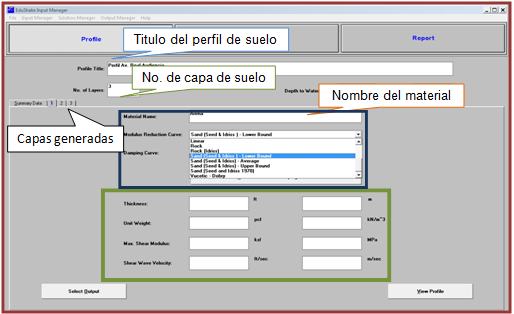 EduShake Input Manager
File Input Manager Solution Manager Output Manager Help
Profile
Report
Titulo del perfil de suelo
Profile Title:
Perfil Av. Real Audiencia
No. de capa de suelo
No. of Layers:
3
Depth to Water
Nombre del material
Summary Data 1 2 3
Material Name:
Arena
Capas generadas
Modulus Reduction Curve:
Sand (Seed & Idriss ) - Lower Bound
Linear
Rock
Rock (Idriss)
Damping Curve:
Sand (Seed & Idriss ) - Lower Bound
Sand (Seed & Idriss) - Average
Sand (Seed & Idriss) - Upper Bound
Sand (Seed and Idriss 1970)
Vucetic - Dobry
Thickness:
ft
m
Unit Weight:
pcf
kN/m^3
Max. Shear Modulus:
ksf
MPa
Shear Wave Velocity:
ft/sec
m/sec
Select Output
View Profile